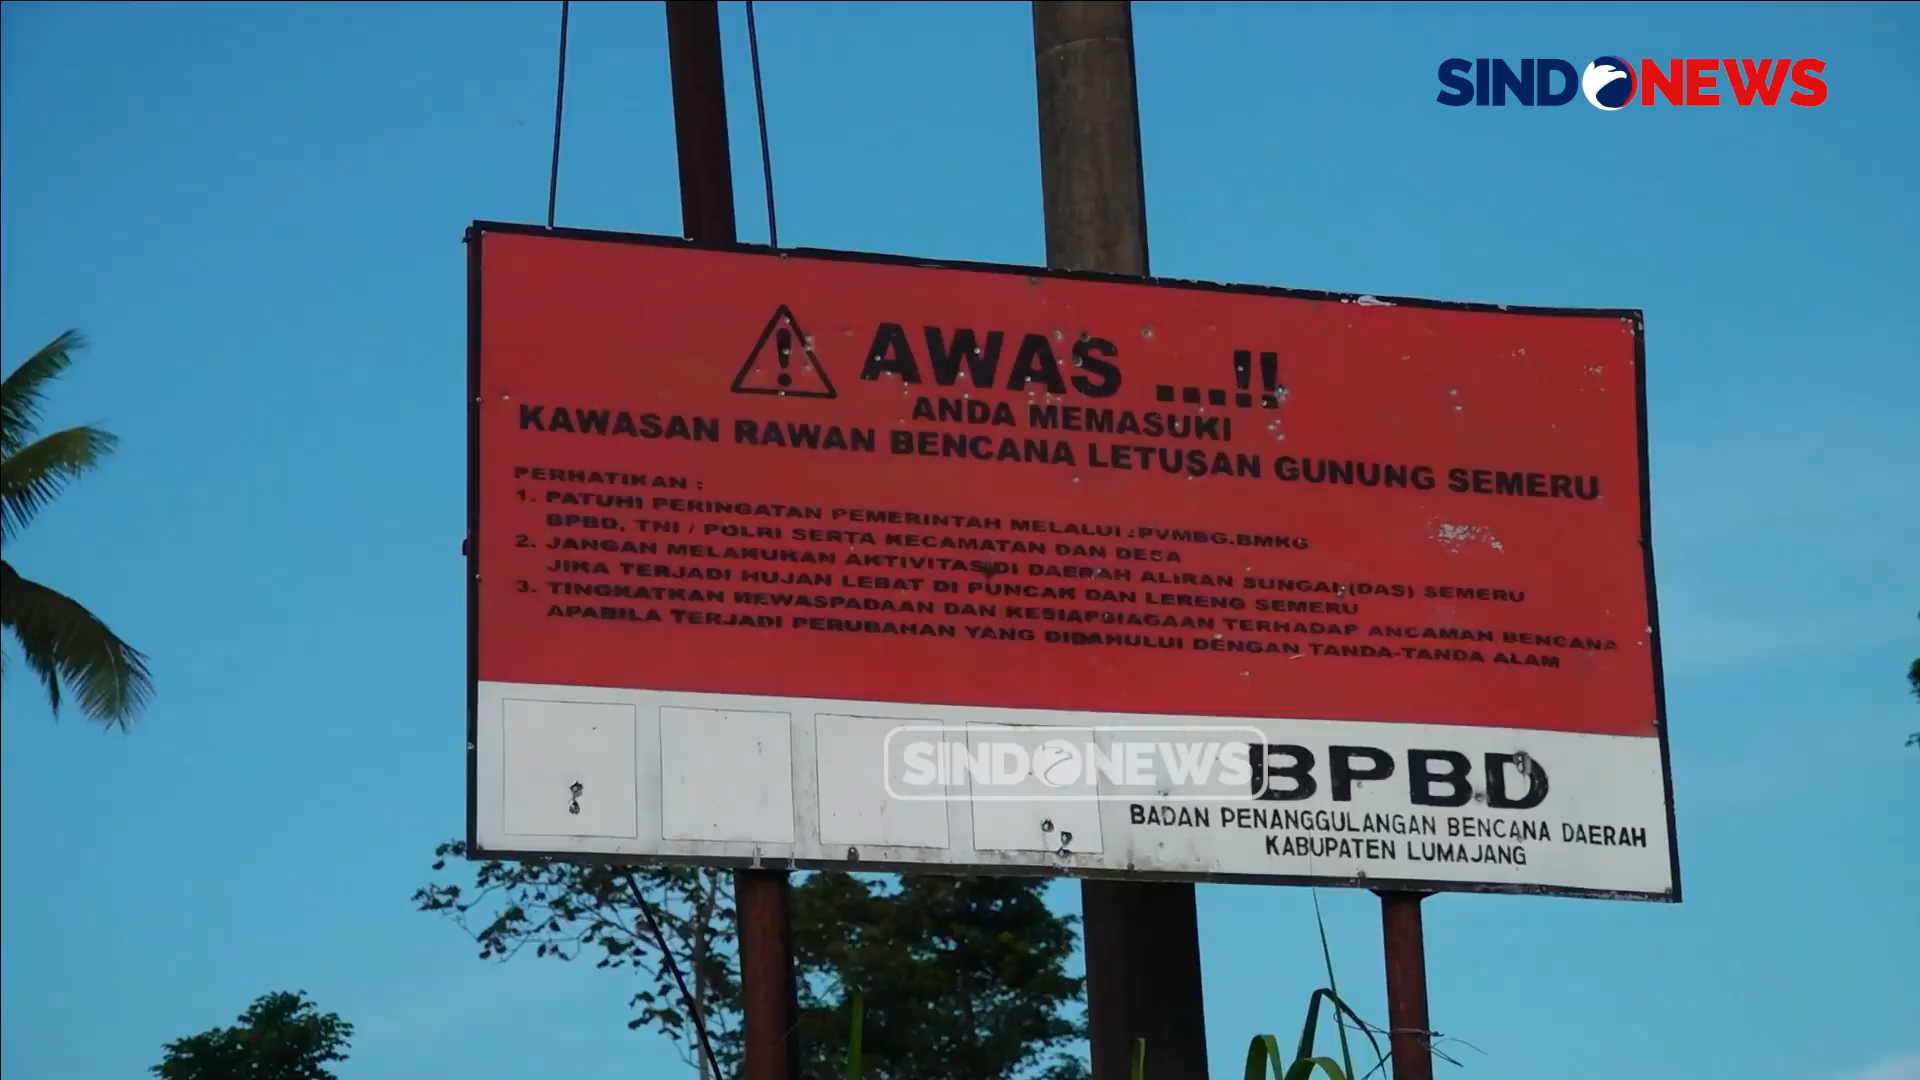 SINDONEWS
AWAS ...!!
ANDA MEMASUKI
KAWASAN RAWAN BENCANA LETUSAN GUNUNG SEMERU
PERHATIKAN :
1. PATUHI PERINGATAN PEMERINTAH MELALUI :PVMBG.BMKG
BPBD, TNI / POLRI SERTA KECAMATAN DAN DESA
2. JANGAN MELAKUKAN AKTIVITAS DI DAERAH ALIRAN SUNGAI (DAS) SEMERU
JIKA TERJADI HUJAN LEBAT DI PUNCAK DAN LERENG SEMERU
3. TINGKATKAN KEWASPADAAN DAN KESIAPSIAGAAN TERHADAP ANCAMAN BENCANA
APABILA TERJADI PERUBAHAN YANG DIDAHULUI DENGAN TANDA-TANDA ALAM
SINDONEWS
BPBD
BADAN PENANGGULANGAN BENCANA DAERAH
KABUPATEN LUMAJANG